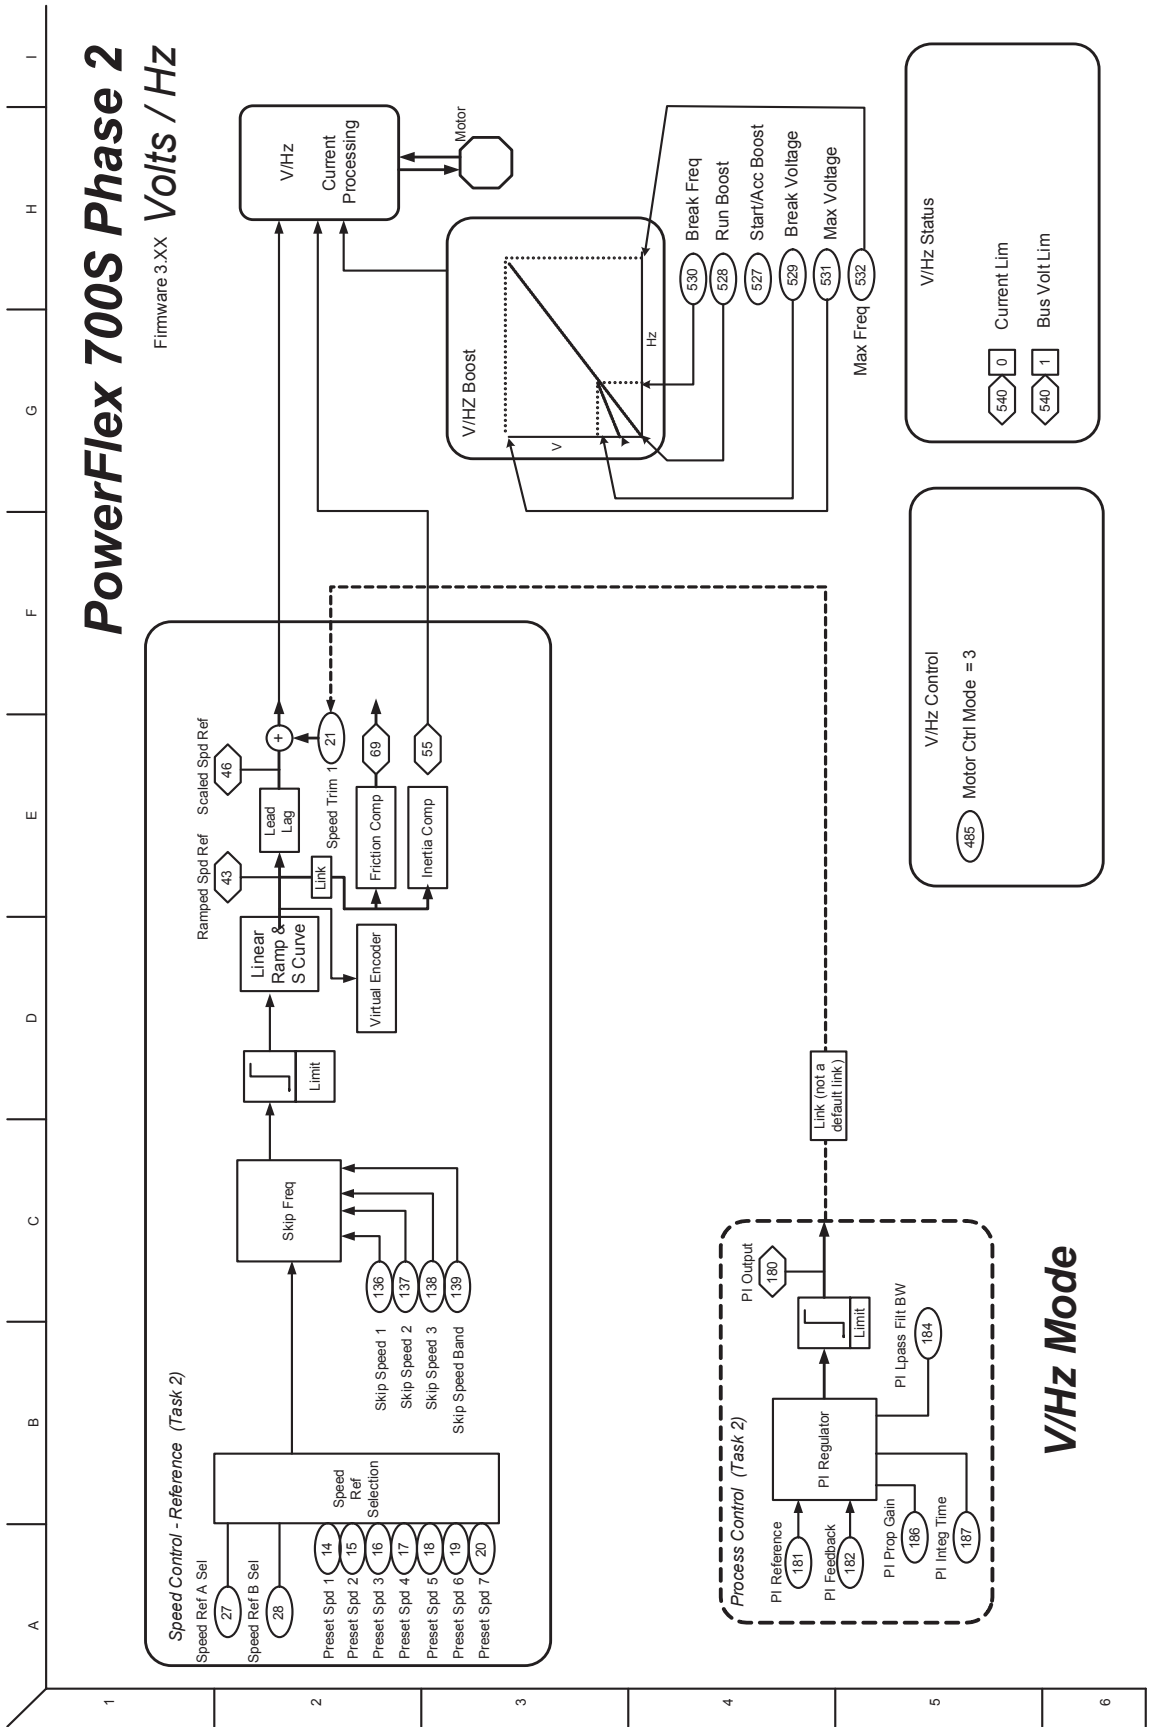 PowerFlex 700S Phase 2
Firmware 3.XX
Volts / Hz
A
B
C
D
E
F
G
H
I
1
2
3
4
5
6
Speed Control - Reference (Task 2)
Speed Ref A Sel
27
Speed Ref B Sel
28
Preset Spd 1
14
Preset Spd 2
15
Preset Spd 3
16
Preset Spd 4
17
Preset Spd 5
18
Preset Spd 6
19
Preset Spd 7
20
Speed
Ref
Selection
Skip Speed 1
136
Skip Speed 2
137
Skip Speed 3
138
Skip Speed Band
139
Skip Freq
Limit
Linear
Ramp &
S Curve
Virtual Encoder
Ramped Spd Ref
43
Link
Lead
Lag
Scaled Spd Ref
46
+
Speed Trim 1
21
Friction Comp
69
Inertia Comp
55
V/Hz
Current
Processing
Motor
V/HZ Boost
V
Hz
530
Break Freq
528
Run Boost
527
Start/Acc Boost
529
Break Voltage
531
Max Voltage
Max Freq
532
Process Control (Task 2)
PI Reference
181
PI Feedback
182
PI Prop Gain
186
PI Integ Time
187
PI Regulator
PI Lpass Filt BW
184
Limit
PI Output
180
Link (not a
default link)
V/Hz Control
485
Motor Ctrl Mode = 3
V/Hz Status
540
0
Current Lim
540
1
Bus Volt Lim
V/Hz Mode